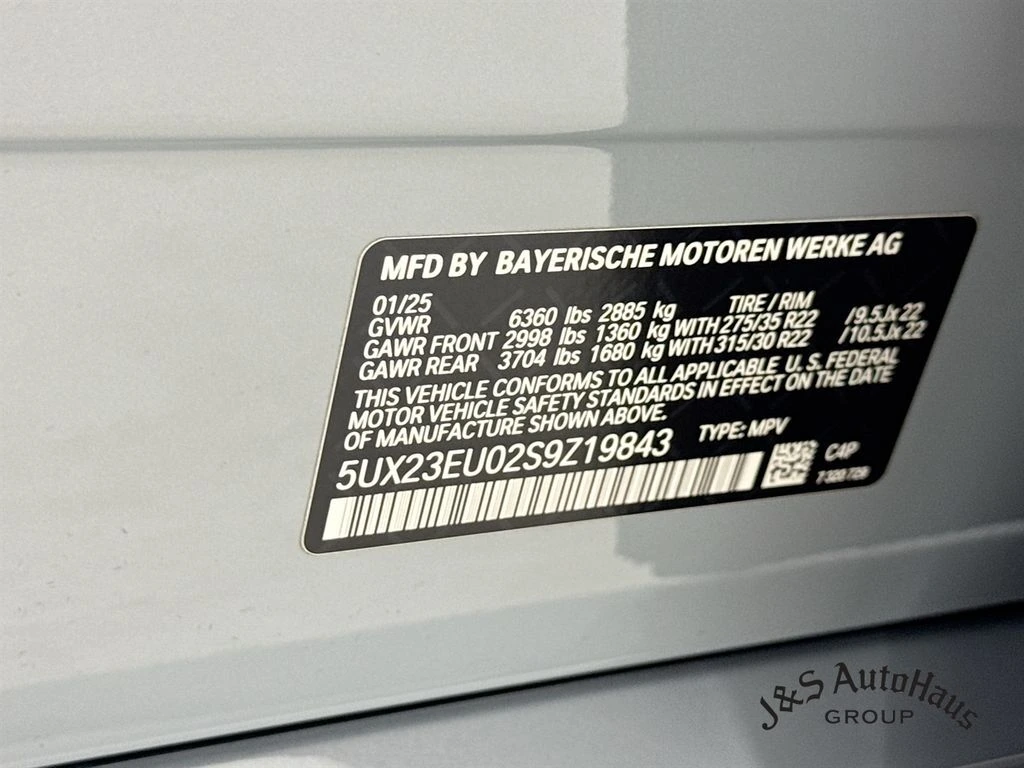 MFD BY BAYERISCHE MOTOREN WERKE AG
01/25 TIRE / RIM
GVWR 6360 lbs 2885 kg
GAWR FRONT 2998 lbs 1360 kg WITH 275/35 R22 /9.5Jx22
GAWR REAR 3704 lbs 1680 kg WITH 315/30 R22 /10.5Jx22
THIS VEHICLE CONFORMS TO ALL APPLICABLE U.S. FEDERAL
MOTOR VEHICLE SAFETY STANDARDS IN EFFECT ON THE DATE
OF MANUFACTURE SHOWN ABOVE.
5UX23EU02S9Z19843 TYPE: MPV
C4P
J&S AUTOHAUS
GROUP